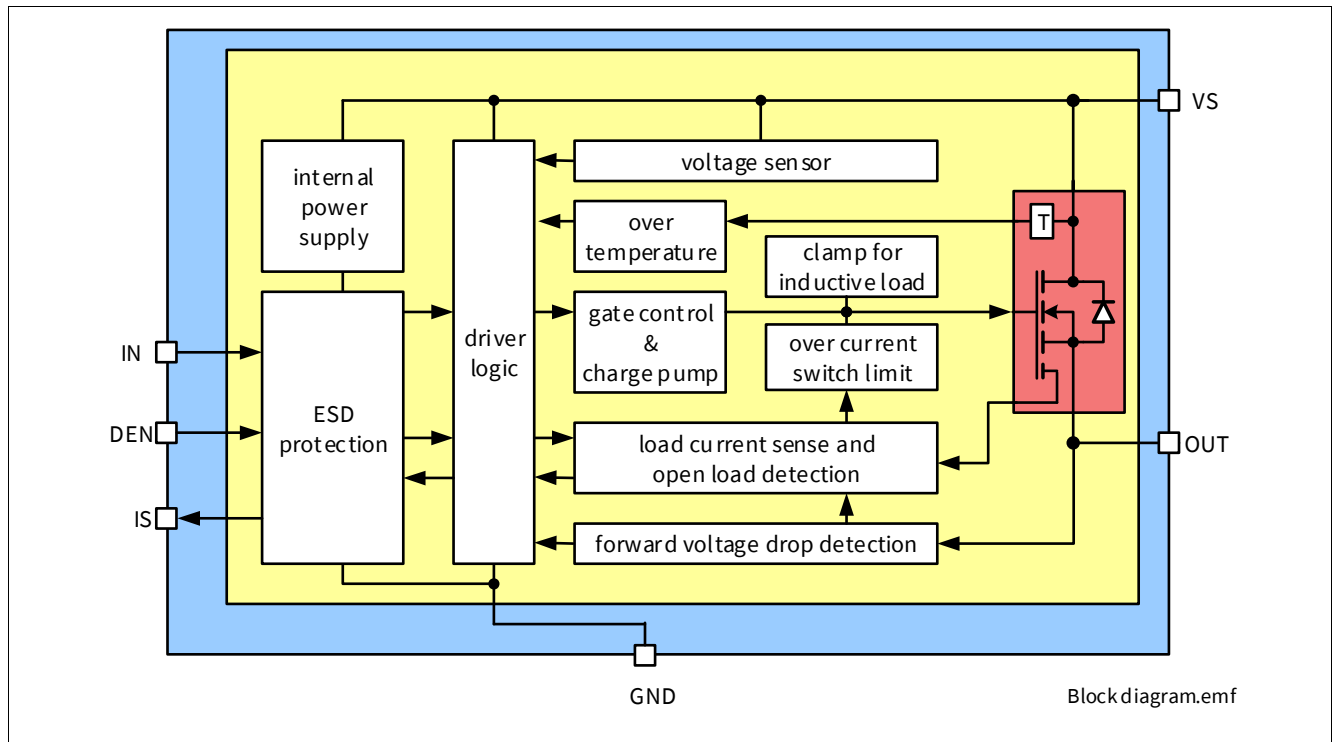 VS
voltage sensor
internal
power
supply
over
temperature
T
clamp for
inductive load
gate control
&
charge pump
driver
logic
over current
switch limit
IN
ESD
protection
DEN
load current sense and
open load detection
OUT
IS
forward voltage drop detection
GND
Block diagram.emf